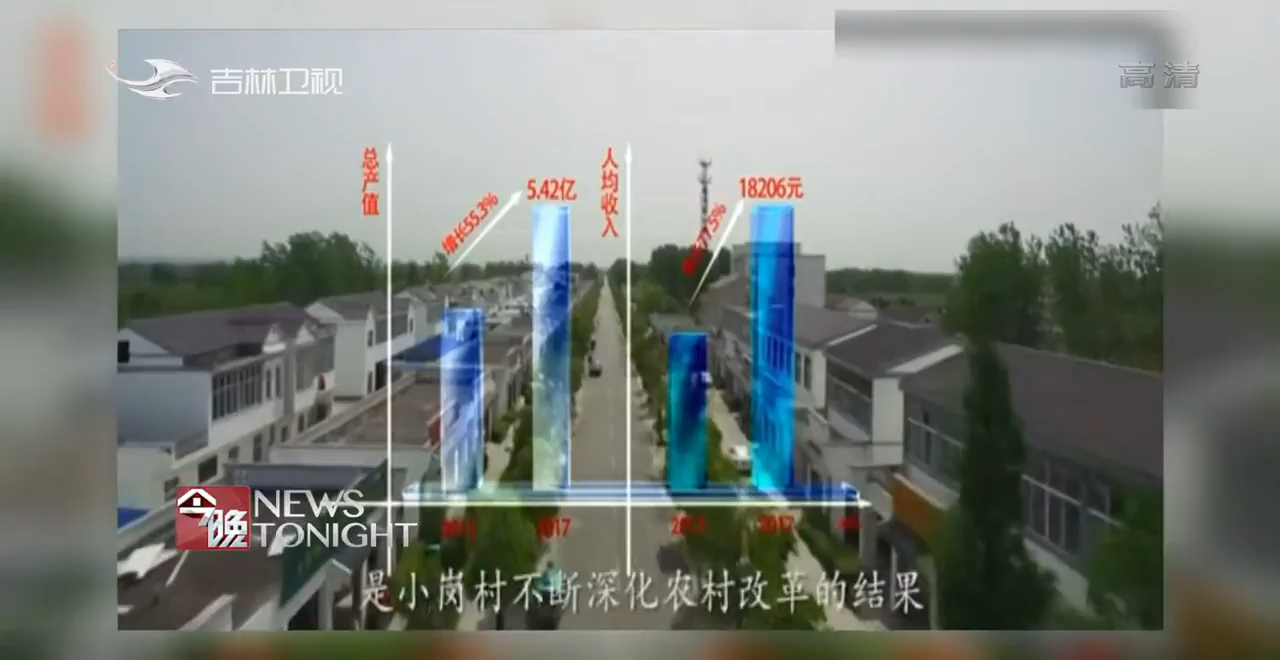 吉林卫视
高清
总产值
增长55.3%
5.42亿
人均收入
18206元
2017
2017
今晚
NEWS
TONIGHT
是小岗村不断深化农村改革的结果